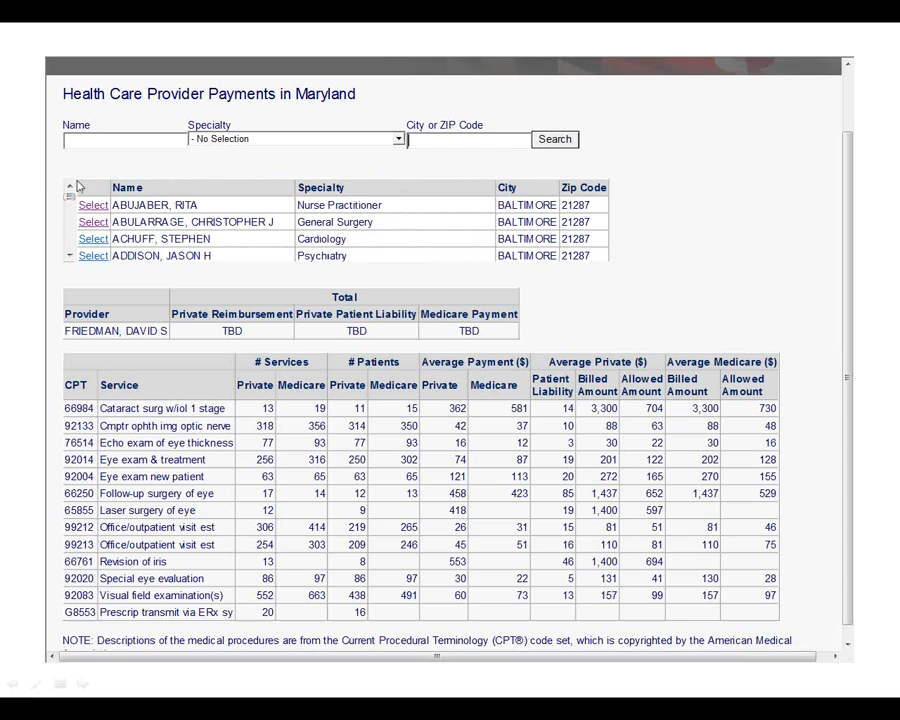 Health Care Provider Payments in Maryland
Name Specialty City or ZIP Code
- No Selection Search
Name Specialty City Zip Code
Select ABUJABER, RITA Nurse Practitioner BALTIMORE 21287
Select ABULARRAGE, CHRISTOPHER J General Surgery BALTIMORE 21287
Select ACHUFF, STEPHEN Cardiology BALTIMORE 21287
Select ADDISON, JASON H Psychiatry BALTIMORE 21287
Total
Provider Private Reimbursement Private Patient Liability Medicare Payment
FRIEDMAN, DAVID S TBD TBD TBD
# Services # Patients Average Payment ($) Average Private ($) Average Medicare ($)
CPT Service Private Medicare Private Medicare Private Medicare Patient Liability Billed Amount Allowed Amount Billed Amount Allowed Amount
66984 Cataract surg w/iol 1 stage 13 19 11 15 362 581 14 3,300 704 3,300 730
92133 Cmptr ophth img optic nerve 318 356 314 350 42 37 10 88 63 88 48
76514 Echo exam of eye thickness 77 93 77 93 16 12 3 30 22 30 16
92014 Eye exam & treatment 256 316 250 302 74 87 19 201 122 202 128
92004 Eye exam new patient 63 65 63 65 121 113 20 272 165 270 155
66250 Follow-up surgery of eye 17 14 12 13 458 423 85 1,437 652 1,437 529
65855 Laser surgery of eye 12 9 418 19 1,400 597
99212 Office/outpatient visit est 306 414 219 265 26 31 15 81 51 81 46
99213 Office/outpatient visit est 254 303 209 246 45 51 16 110 81 110 75
66761 Revision of iris 13 8 553 46 1,400 694
92020 Special eye evaluation 86 97 86 97 30 22 5 131 41 130 28
92083 Visual field examination(s) 552 663 438 491 60 73 13 157 99 157 97
G8553 Prescrip transmit via ERx sy 20 16
NOTE: Descriptions of the medical procedures are from the Current Procedural Terminology (CPT®) code set, which is copyrighted by the American Medical